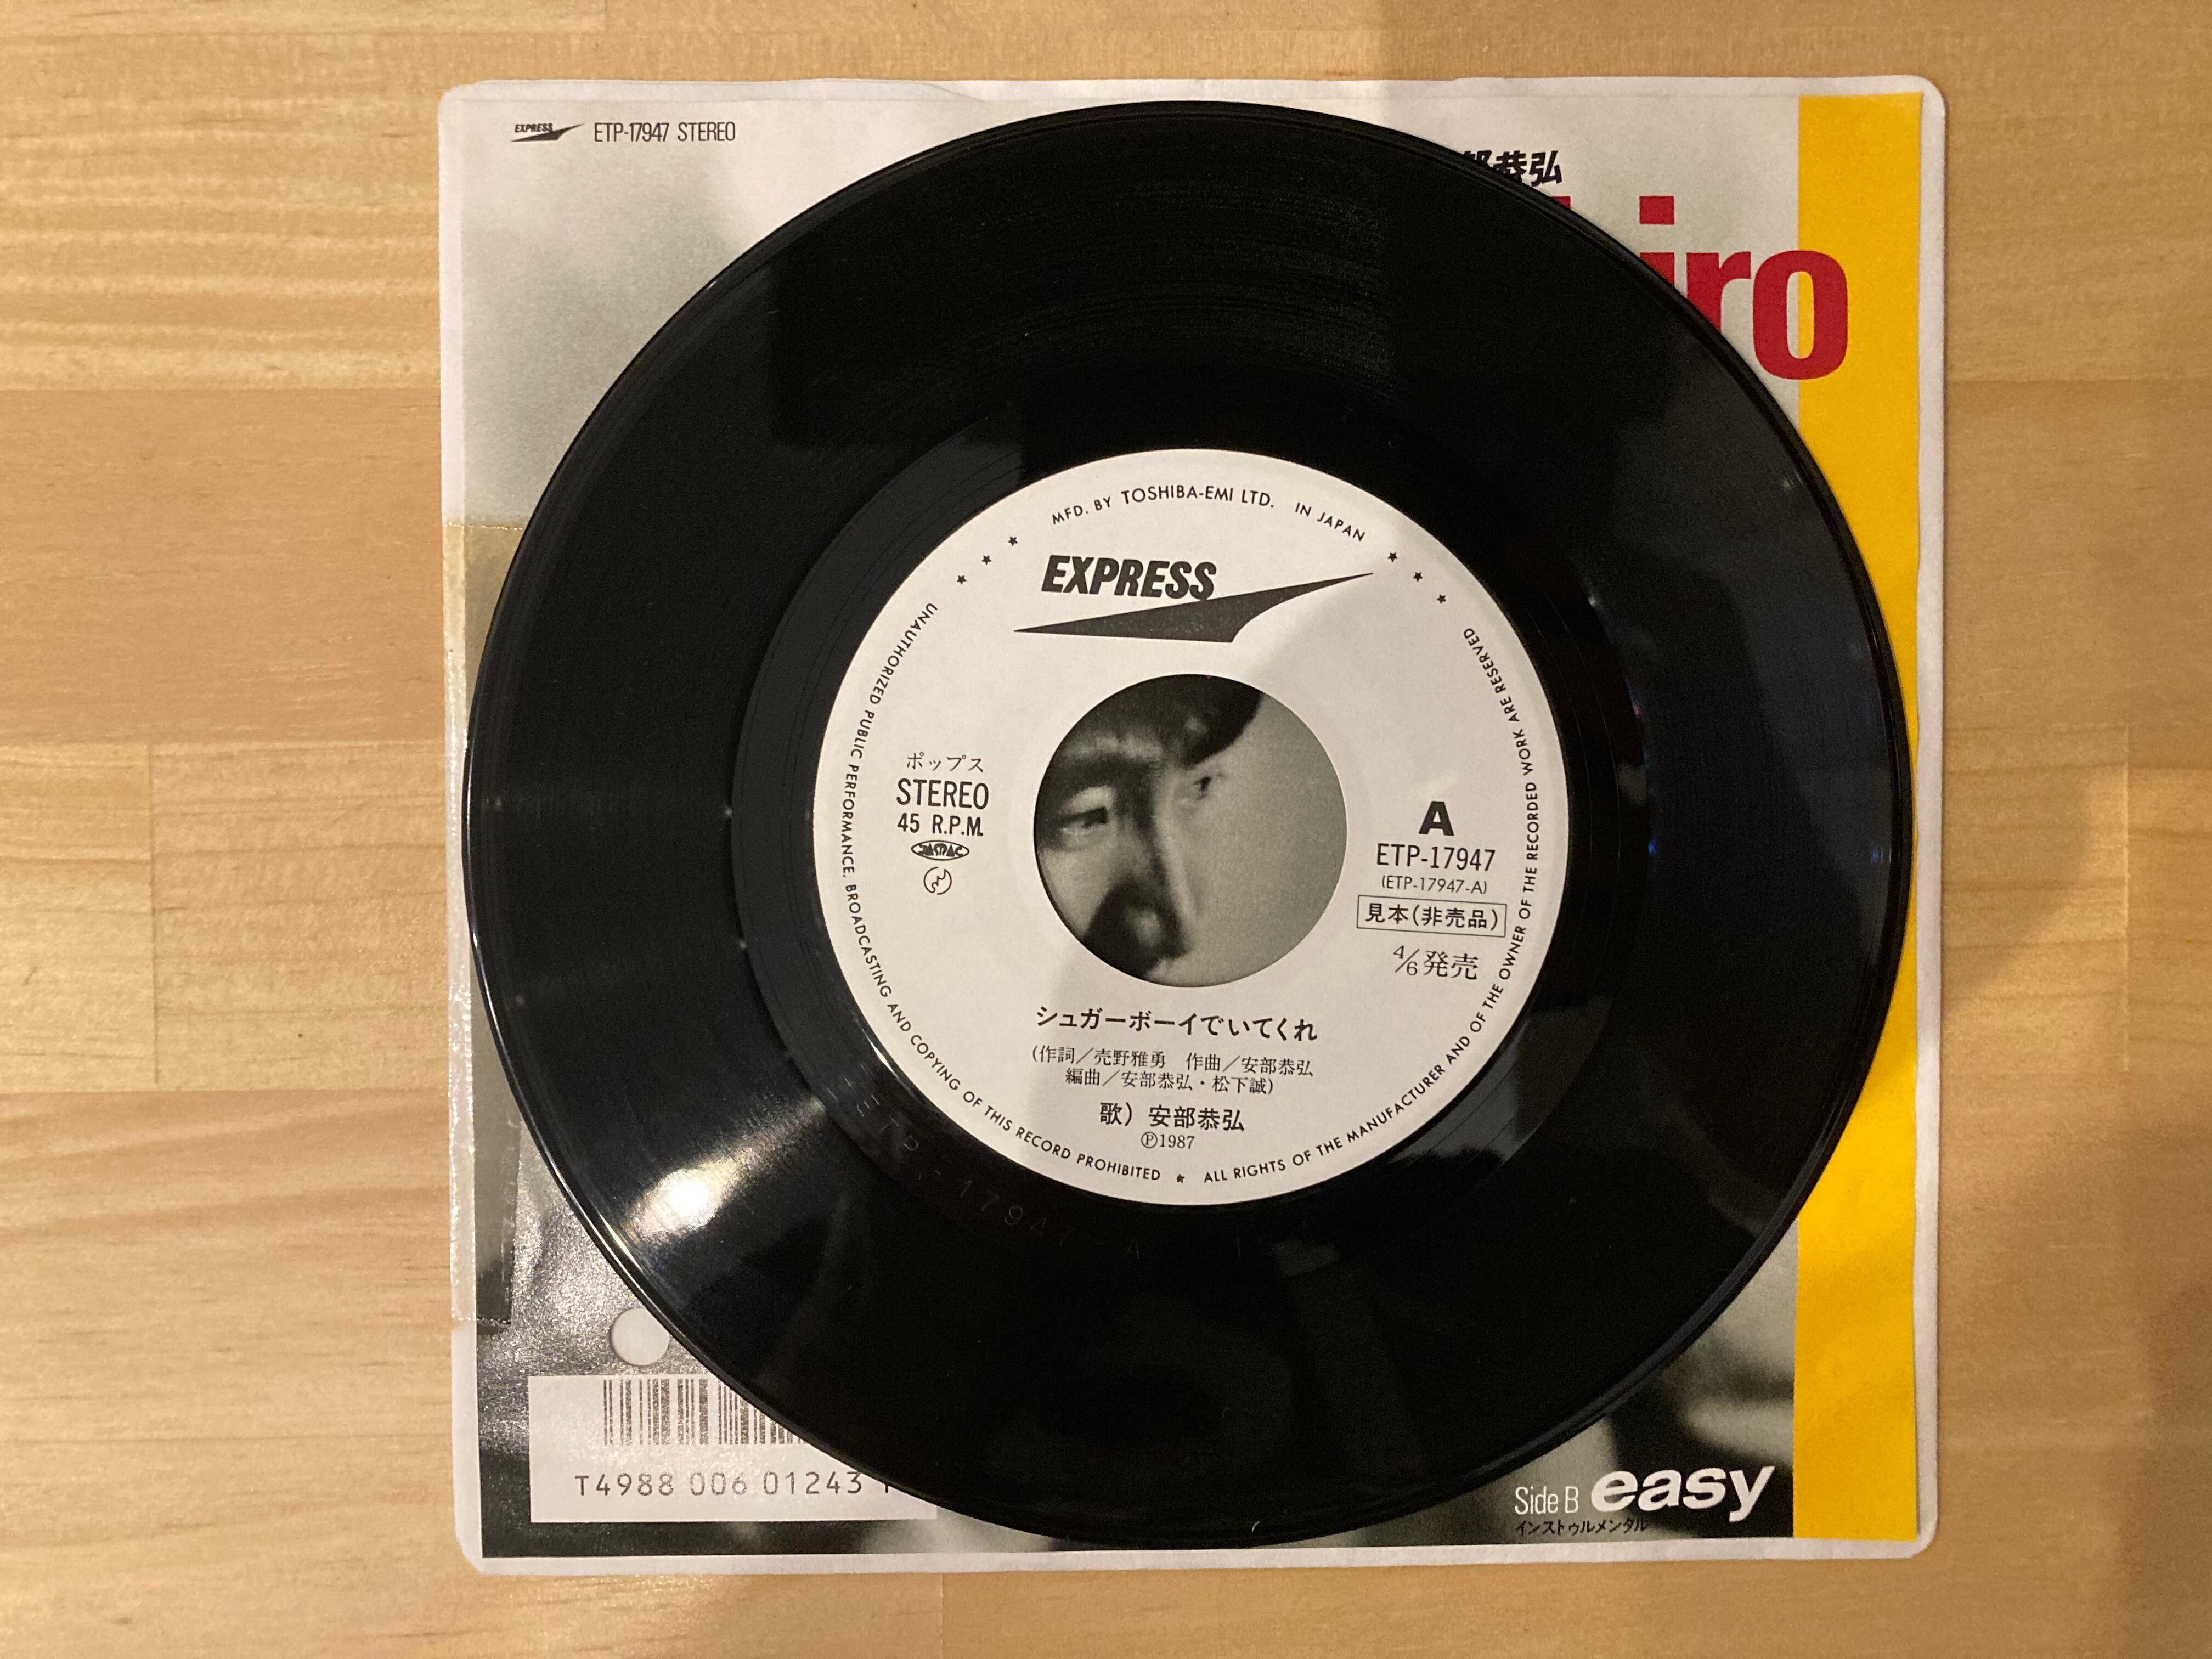 EXPRESS ETP-17947 STEREO
恭弘
iro
MFD. BY TOSHIBA-EMI LTD. IN JAPAN
EXPRESS
ポップス
STEREO
45 R.P.M.
JASRAC
A
ETP-17947
(ETP-17947-A)
見本(非売品)
4/6発売
シュガーボーイでいてくれ
(作詞/売野雅勇 作曲/安部恭弘
編曲/安部恭弘・松下誠)
歌) 安部恭弘
Ⓟ1987
UNAUTHORIZED PUBLIC PERFORMANCE, BROADCASTING AND COPYING OF THIS RECORD PROHIBITED ★ ALL RIGHTS OF THE MANUFACTURER AND OF THE OWNER OF THE RECORDED WORK ARE RESERVED
ETP-17947-A
T4988 006 01243
Side B easy
インストゥルメンタル